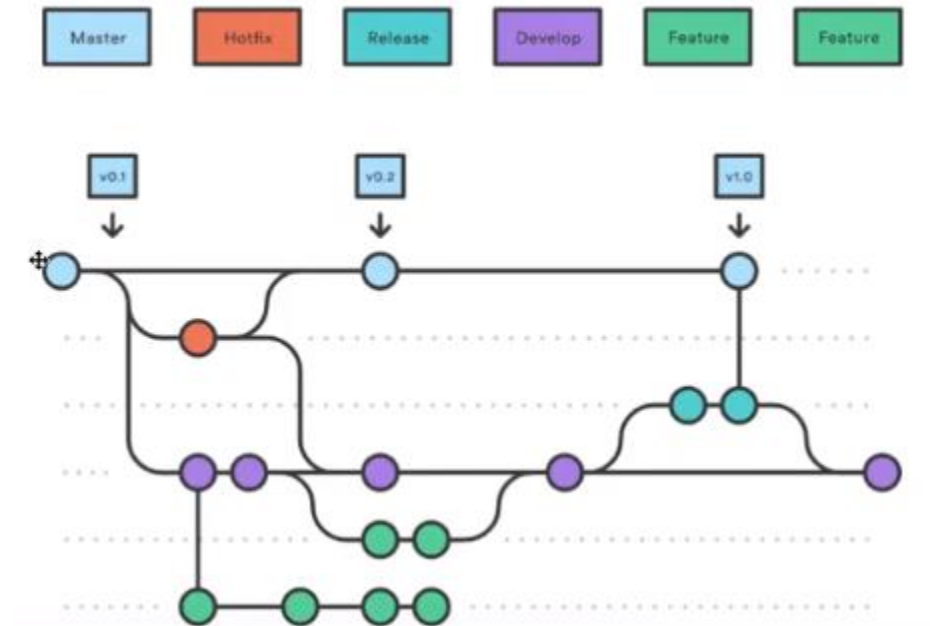 Master
Hotfix
Release
Develop
Feature
Feature
v0.1
v0.2
v1.0